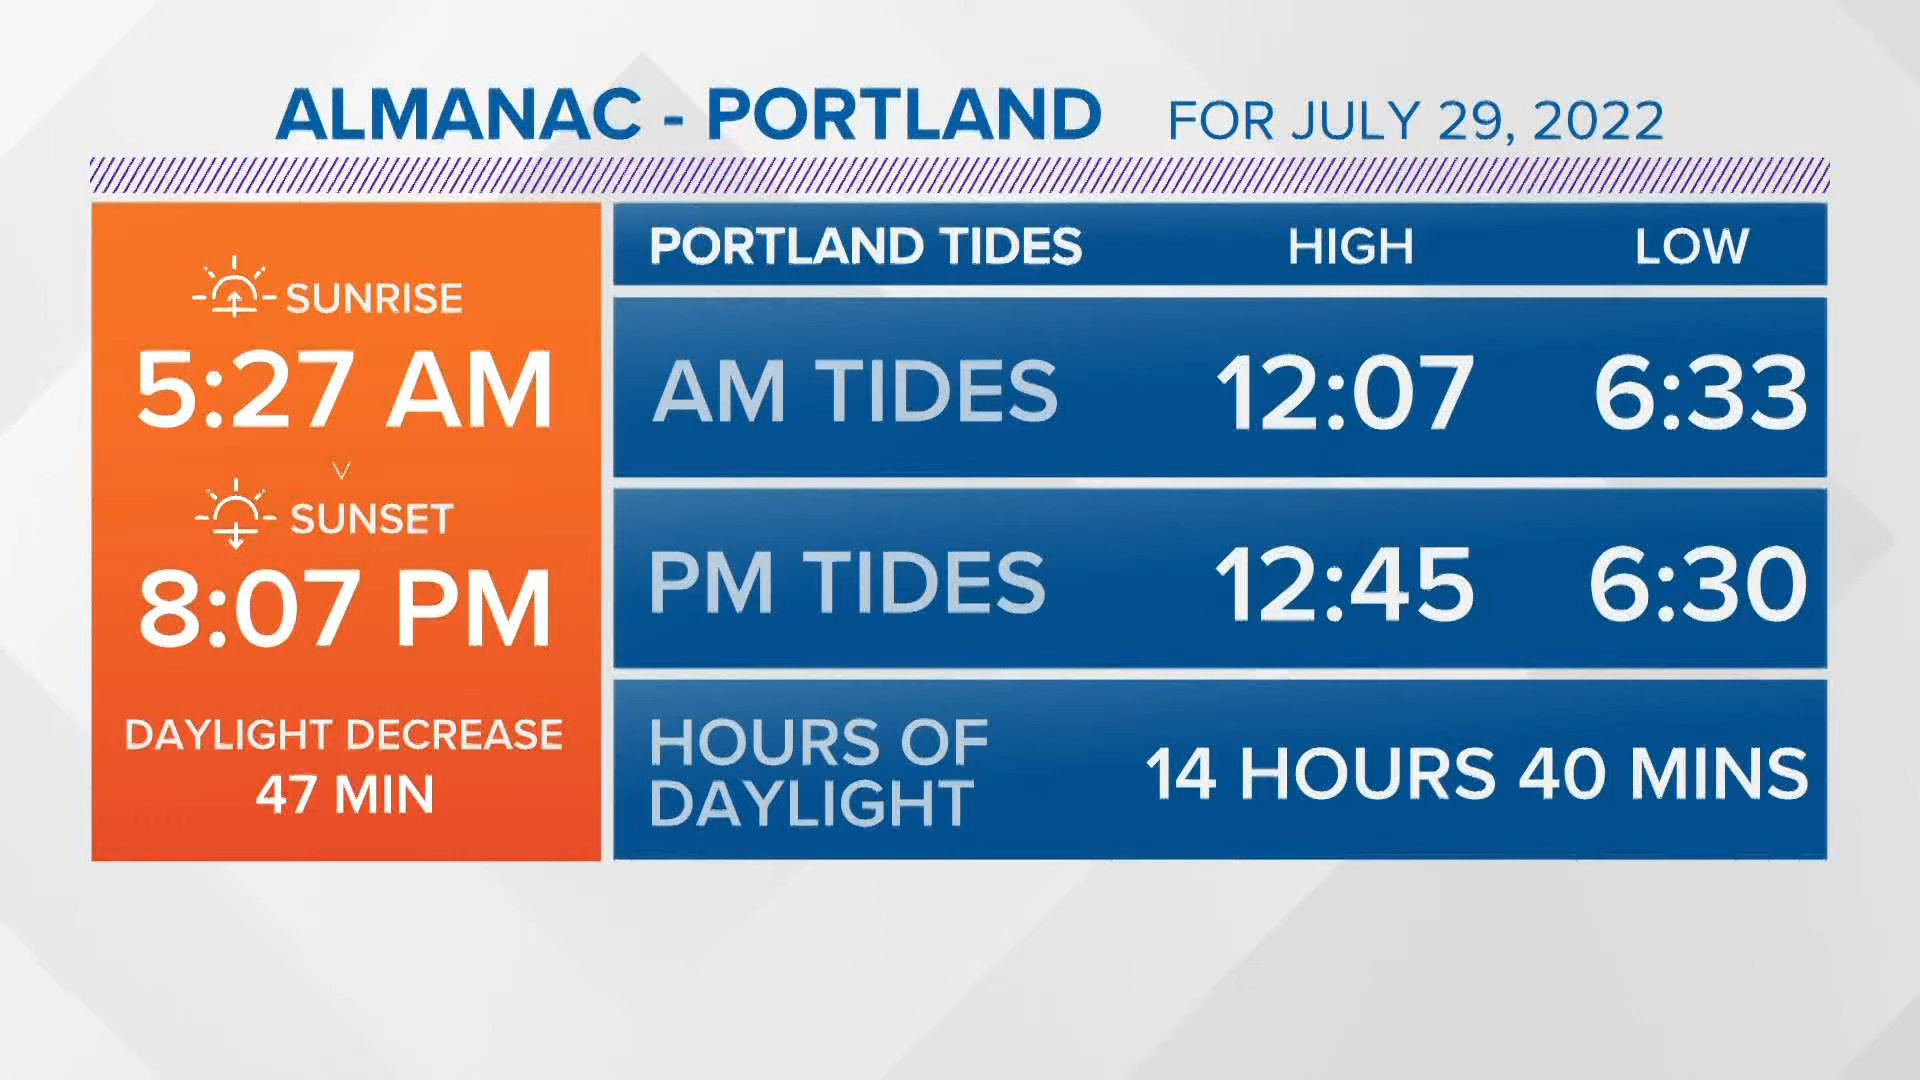 ALMANAC - PORTLAND FOR JULY 29, 2022
SUNRISE
5:27 AM
SUNSET
8:07 PM
DAYLIGHT DECREASE
47 MIN
PORTLAND TIDES HIGH LOW
AM TIDES 12:07 6:33
PM TIDES 12:45 6:30
HOURS OF
DAYLIGHT
14 HOURS 40 MINS